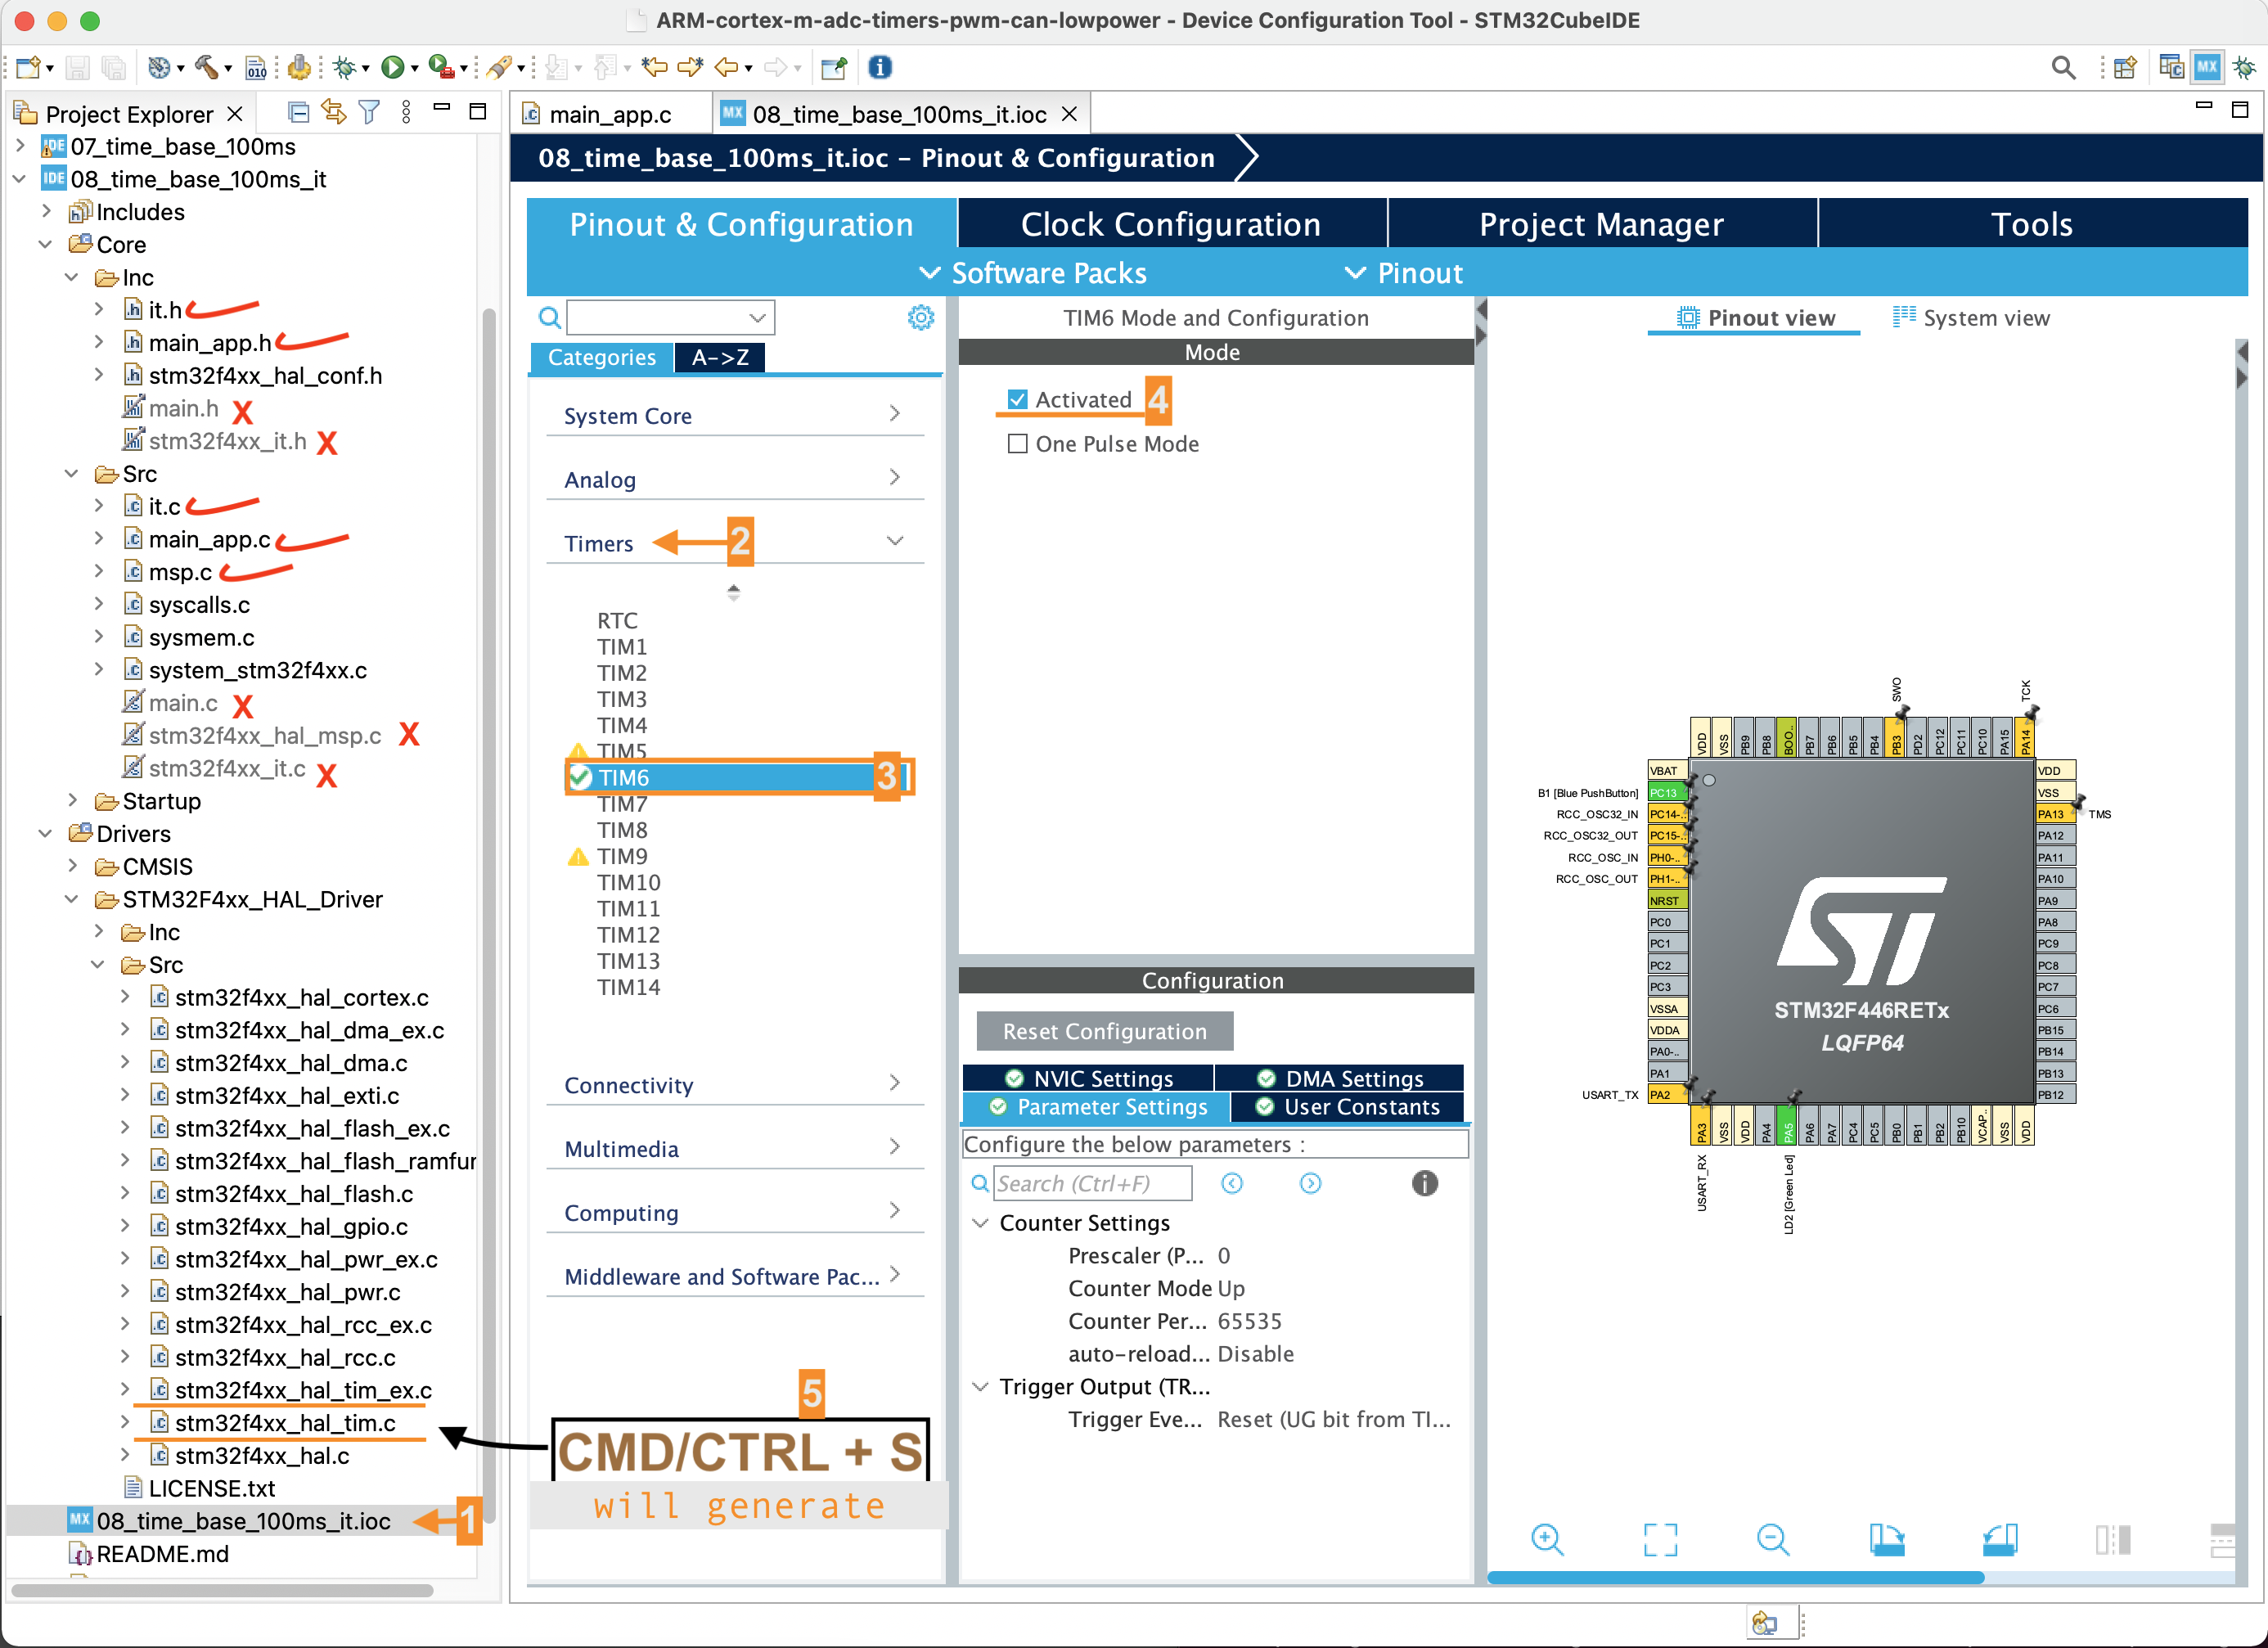 ARM-cortex-m-adc-timers-pwm-can-lowpower - Device Configuration Tool - STM32CubeIDE
010
MX
Project Explorer
07_time_base_100ms
IDE 08_time_base_100ms_it
Includes
Core
Inc
it.h
main_app.h
stm32f4xx_hal_conf.h
main.h X
stm32f4xx_it.h X
Src
it.c
main_app.c
msp.c
syscalls.c
sysmem.c
system_stm32f4xx.c
main.c X
stm32f4xx_hal_msp.c X
stm32f4xx_it.c X
Startup
Drivers
CMSIS
STM32F4xx_HAL_Driver
Inc
Src
stm32f4xx_hal_cortex.c
stm32f4xx_hal_dma_ex.c
stm32f4xx_hal_dma.c
stm32f4xx_hal_exti.c
stm32f4xx_hal_flash_ex.c
stm32f4xx_hal_flash_ramfur
stm32f4xx_hal_flash.c
stm32f4xx_hal_gpio.c
stm32f4xx_hal_pwr_ex.c
stm32f4xx_hal_pwr.c
stm32f4xx_hal_rcc_ex.c
stm32f4xx_hal_rcc.c
stm32f4xx_hal_tim_ex.c
stm32f4xx_hal_tim.c
stm32f4xx_hal.c
LICENSE.txt
MX 08_time_base_100ms_it.ioc 1
README.md
main_app.c
MX 08_time_base_100ms_it.ioc
08_time_base_100ms_it.ioc - Pinout & Configuration
Pinout & Configuration
Clock Configuration
Project Manager
Tools
Software Packs
Pinout
Categories
A->Z
System Core
Analog
Timers 2
RTC
TIM1
TIM2
TIM3
TIM4
TIM5
TIM6 3
TIM7
TIM8
TIM9
TIM10
TIM11
TIM12
TIM13
TIM14
Connectivity
Multimedia
Computing
Middleware and Software Pac...
5
CMD/CTRL + S
will generate
TIM6 Mode and Configuration
Mode
Activated 4
One Pulse Mode
Configuration
Reset Configuration
NVIC Settings
DMA Settings
Parameter Settings
User Constants
Configure the below parameters :
Search (Ctrl+F)
Counter Settings
Prescaler (P... 0
Counter Mode Up
Counter Per... 65535
auto-reload... Disable
Trigger Output (TR...
Trigger Eve... Reset (UG bit from TI...
Pinout view
System view
SWO
TCK
VDD
VSS
PB9
PB8
BOO..
PB7
PB6
PB5
PB4
PB3
PD2
PC12
PC11
PC10
PA15
PA14
VBAT
B1 [Blue PushButton] PC13
RCC_OSC32_IN PC14-..
RCC_OSC32_OUT PC15-..
RCC_OSC_IN PH0-..
RCC_OSC_OUT PH1-..
NRST
PC0
PC1
PC2
PC3
VSSA
VDDA
PA0-..
PA1
USART_TX PA2
ST
STM32F446RETx
LQFP64
VDD
VSS
PA13 TMS
PA12
PA11
PA10
PA9
PA8
PC9
PC8
PC7
PC6
PB15
PB14
PB13
PB12
PA3
VSS
VDD
PA4
PA5
PA6
PA7
PC4
PC5
PB0
PB1
PB2
PB10
VCAP..
VSS
VDD
USART_RX
LD2 [Green Led]